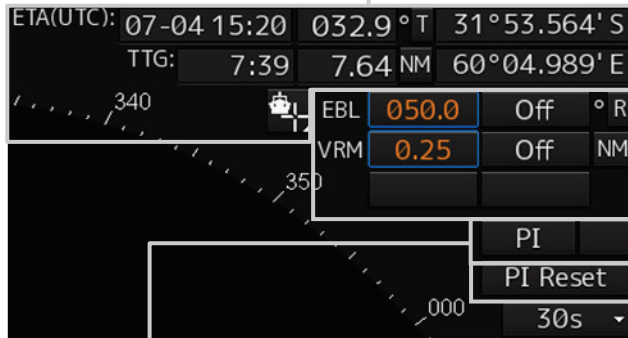 ETA(UTC): 07-04 15:20 032.9 ° T 31°53.564' S
TTG: 7:39 7.64 NM 60°04.989' E
340
EBL 050.0 Off ° R
VRM 0.25 Off NM
350
PI
PI Reset
000
30s